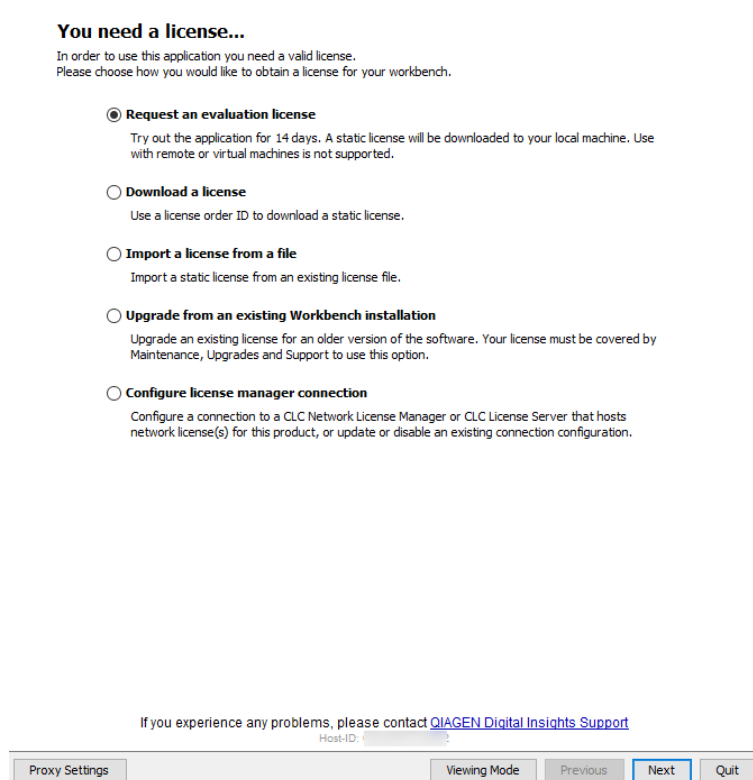 You need a license...
In order to use this application you need a valid license.
Please choose how you would like to obtain a license for your workbench.
Request an evaluation license
Try out the application for 14 days. A static license will be downloaded to your local machine. Use
with remote or virtual machines is not supported.
Download a license
Use a license order ID to download a static license.
Import a license from a file
Import a static license from an existing license file.
Upgrade from an existing Workbench installation
Upgrade an existing license for an older version of the software. Your license must be covered by
Maintenance, Upgrades and Support to use this option.
Configure license manager connection
Configure a connection to a CLC Network License Manager or CLC License Server that hosts
network license(s) for this product, or update or disable an existing connection configuration.
If you experience any problems, please contact QIAGEN Digital Insights Support
Host-ID:
Proxy Settings Viewing Mode Previous Next Quit